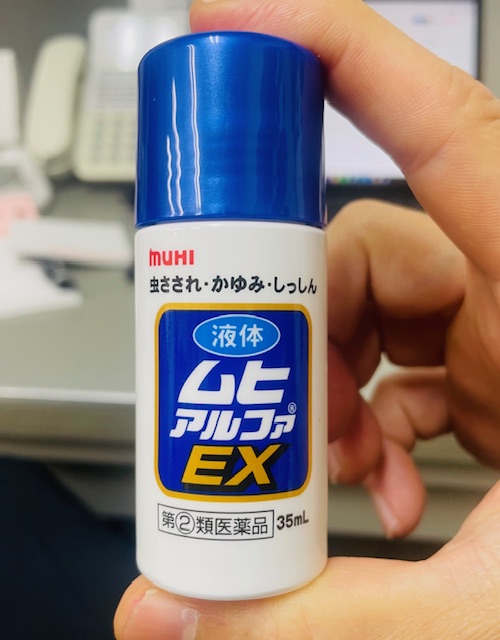 MUHI
虫さされ・かゆみ・しっしん
液体
ムヒ
アルファ®
EX
第②類医薬品 35mL